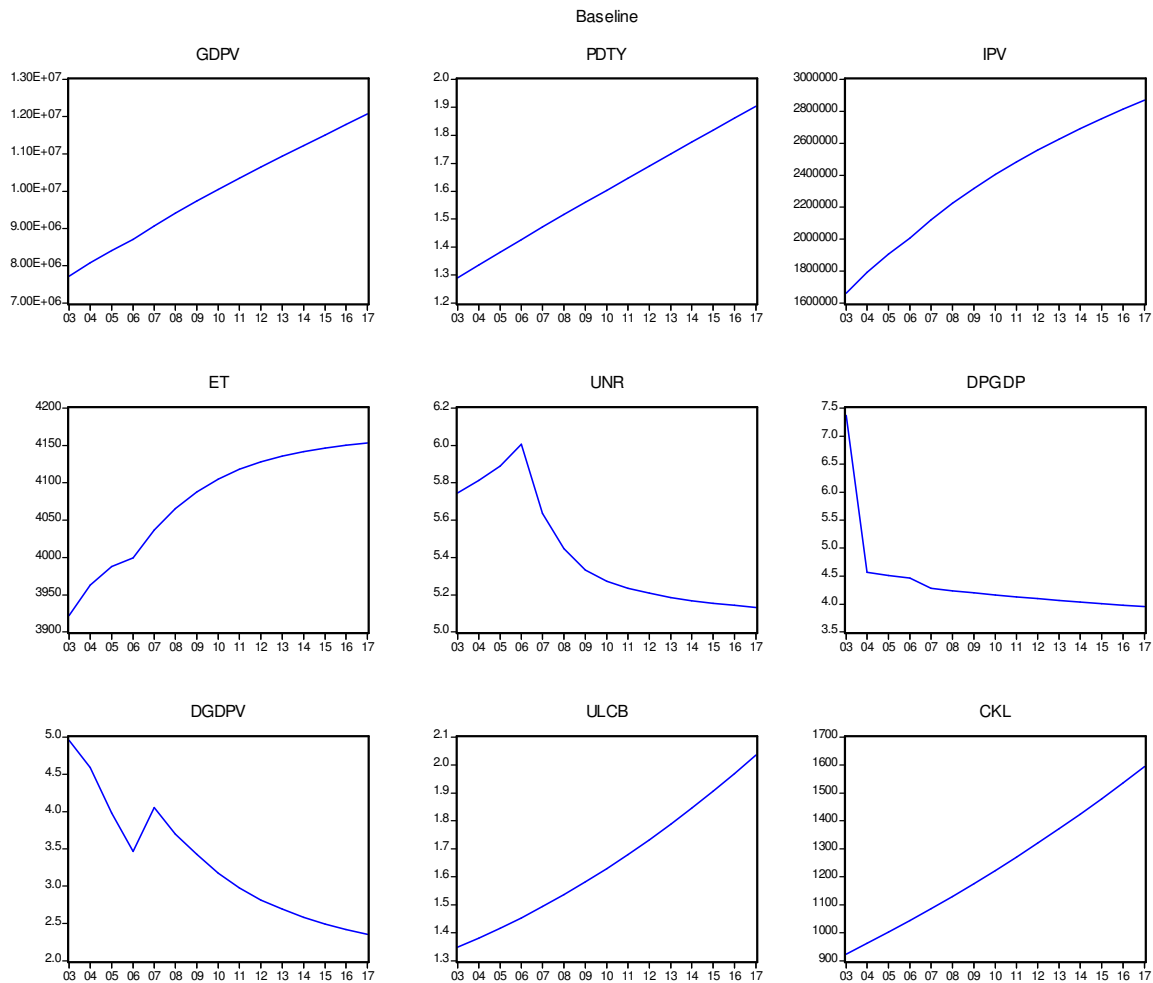 Baseline
GDPV
1.30E+07
1.20E+07
1.10E+07
1.00E+07
9.00E+06
8.00E+06
7.00E+06
03 04 05 06 07 08 09 10 11 12 13 14 15 16 17
PDTY
2.0
1.9
1.8
1.7
1.6
1.5
1.4
1.3
1.2
03 04 05 06 07 08 09 10 11 12 13 14 15 16 17
IPV
3000000
2800000
2600000
2400000
2200000
2000000
1800000
1600000
03 04 05 06 07 08 09 10 11 12 13 14 15 16 17
ET
4200
4150
4100
4050
4000
3950
3900
03 04 05 06 07 08 09 10 11 12 13 14 15 16 17
UNR
6.2
6.0
5.8
5.6
5.4
5.2
5.0
03 04 05 06 07 08 09 10 11 12 13 14 15 16 17
DPGDP
7.5
7.0
6.5
6.0
5.5
5.0
4.5
4.0
3.5
03 04 05 06 07 08 09 10 11 12 13 14 15 16 17
DGDPV
5.0
4.5
4.0
3.5
3.0
2.5
2.0
03 04 05 06 07 08 09 10 11 12 13 14 15 16 17
ULCB
2.1
2.0
1.9
1.8
1.7
1.6
1.5
1.4
1.3
03 04 05 06 07 08 09 10 11 12 13 14 15 16 17
CKL
1700
1600
1500
1400
1300
1200
1100
1000
900
03 04 05 06 07 08 09 10 11 12 13 14 15 16 17